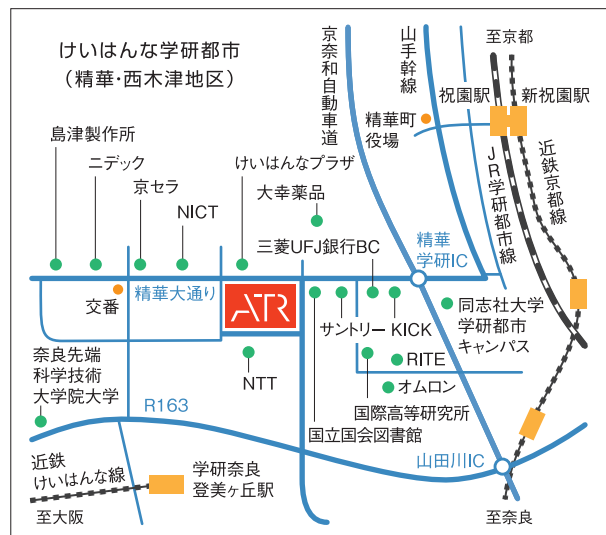 けいはんな学研都市
(精華・西木津地区)
京奈和自動車道
山手幹線
至京都
祝園駅
新祝園駅
精華町
役場
JR学研都市線
近鉄京都線
島津製作所
ニデック
京セラ
NICT
けいはんなプラザ
大幸薬品
三菱UFJ銀行BC
精華
学研IC
交番
精華大通り
ATR
サントリー
KICK
同志社大学
学研都市
キャンパス
奈良先端
科学技術
大学院大学
NTT
RITE
オムロン
国際高等研究所
国立国会図書館
R163
山田川IC
近鉄
けいはんな線
学研奈良
登美ヶ丘駅
至大阪
至奈良